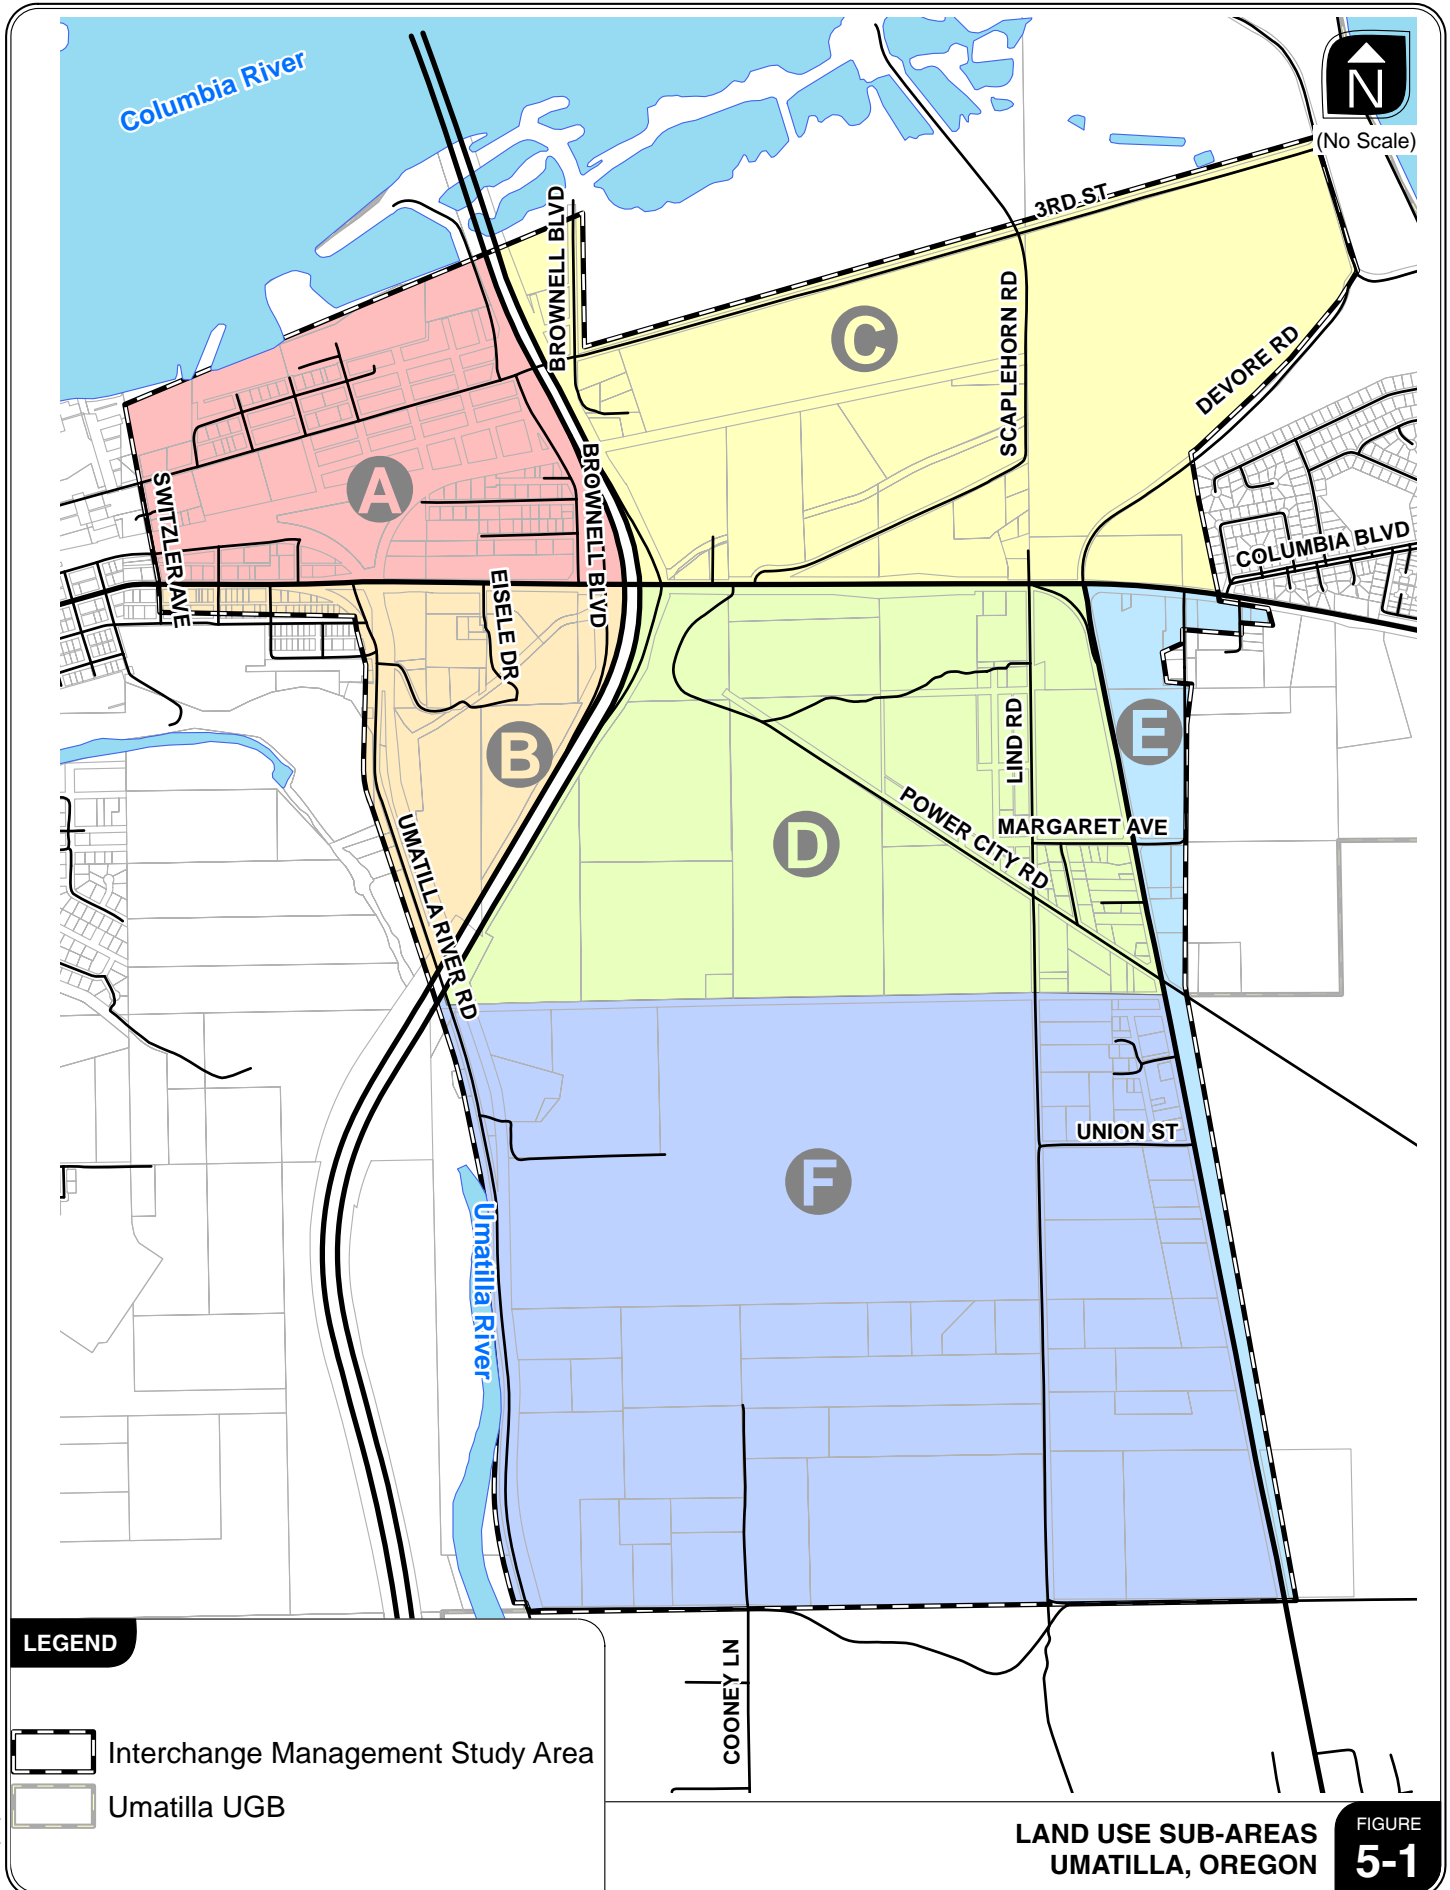 Columbia River
N
(No Scale)
BROWNELL BLVD
3RD ST
SCAPLEHORN RD
C
DEVORE RD
A
SWITZLER AVE
BROWNELL BLVD
COLUMBIA BLVD
EISELE DR
B
E
LIND RD
POWER CITY RD
MARGARET AVE
D
UMATILLA RIVER RD
UNION ST
F
Umatilla River
COONEY LN
LEGEND
Interchange Management Study Area
Umatilla UGB
LAND USE SUB-AREAS
UMATILLA, OREGON
FIGURE
5-1